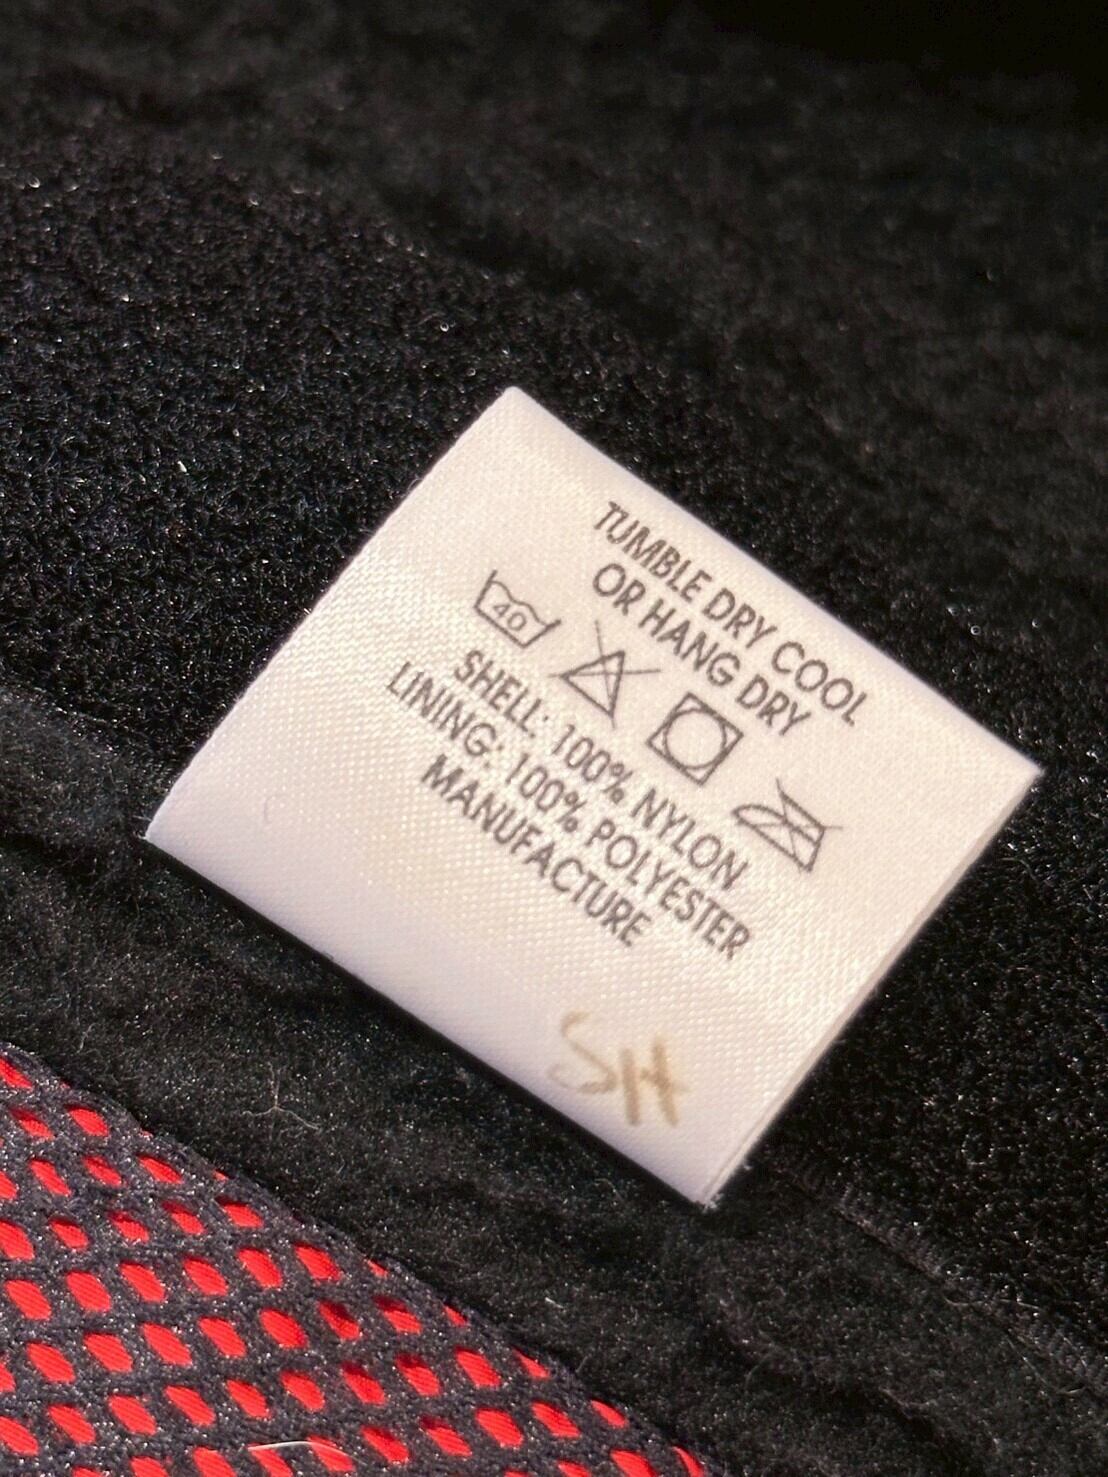 TUMBLE DRY COOL
OR HANG DRY
40
SHELL: 100% NYLON
LINING: 100% POLYESTER
MANUFACTURE
SH